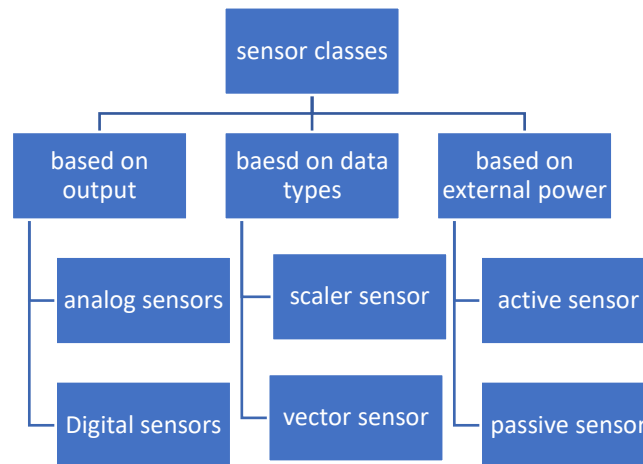 sensor classes
based on
output
baesd on data
types
based on
external power
analog sensors
scaler sensor
active sensor
Digital sensors
vector sensor
passive sensor